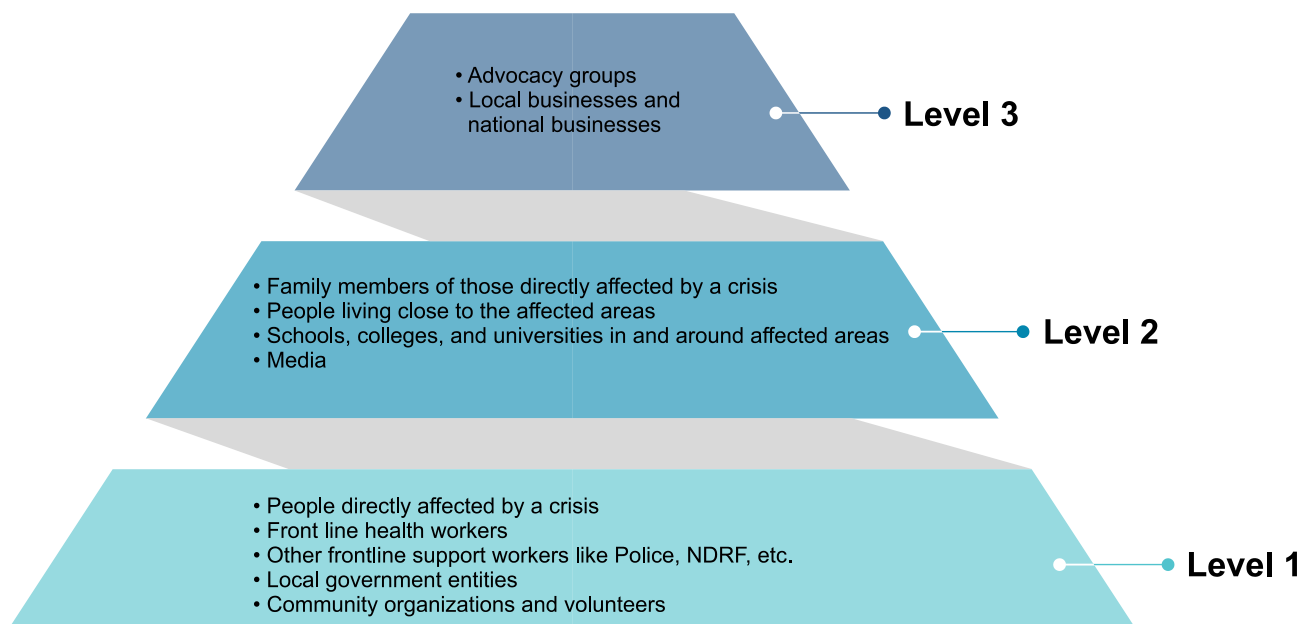 • Advocacy groups
• Local businesses and
national businesses
Level 3
• Family members of those directly affected by a crisis
• People living close to the affected areas
• Schools, colleges, and universities in and around affected areas
• Media
Level 2
• People directly affected by a crisis
• Front line health workers
• Other frontline support workers like Police, NDRF, etc.
• Local government entities
• Community organizations and volunteers
Level 1